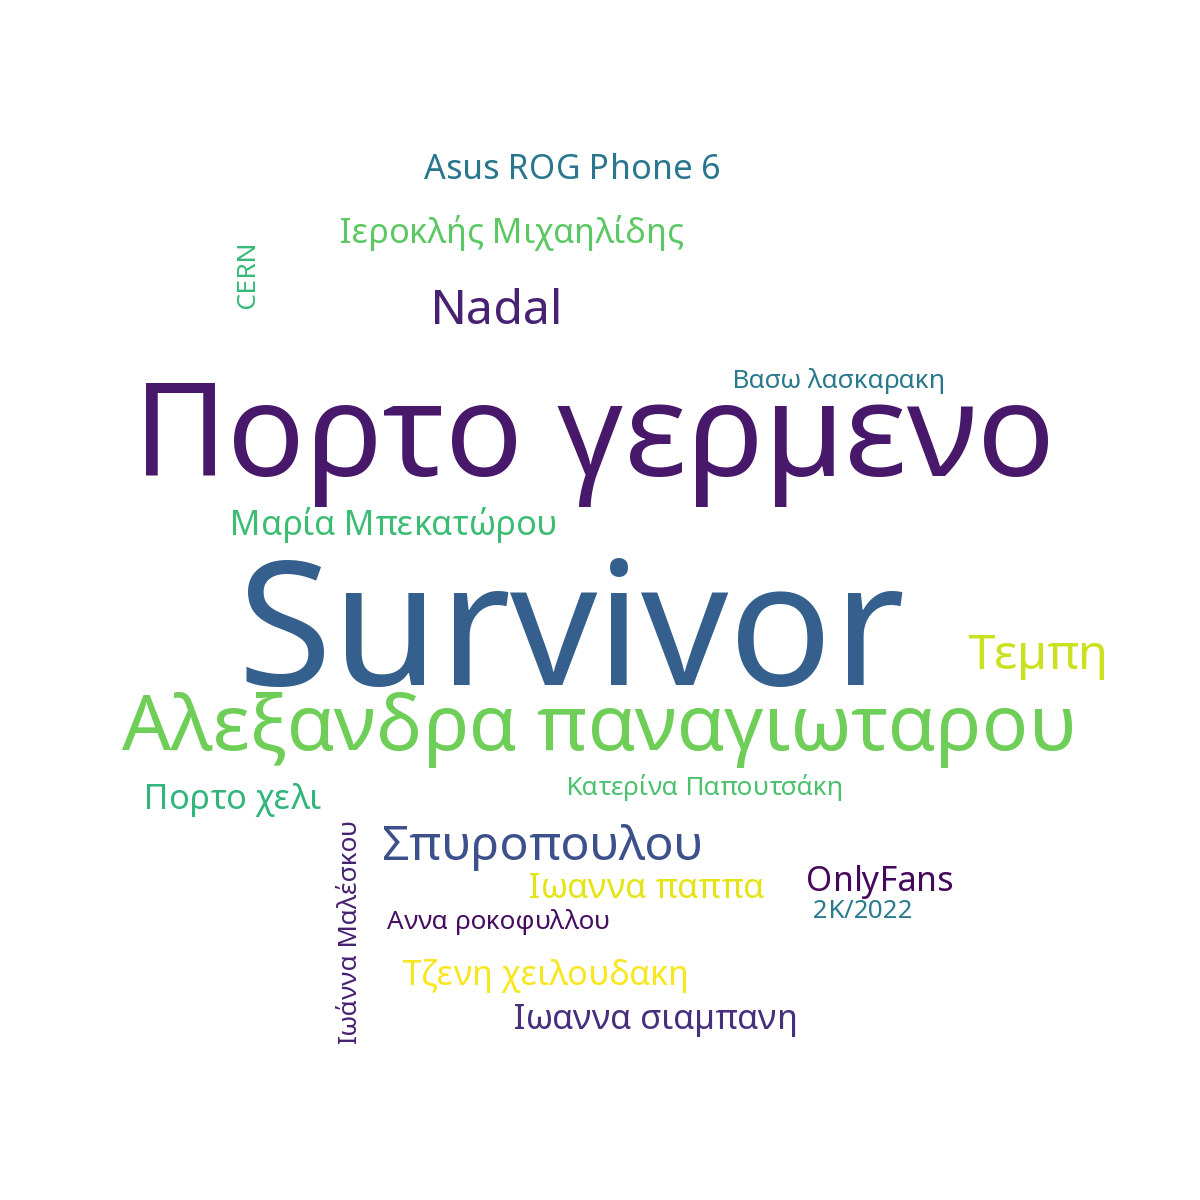 Asus ROG Phone 6
Ιεροκλής Μιχαηλίδης
CERN
Nadal
Βασω λασκαρακη
Πορτο γερμενο
Μαρία Μπεκατώρου
Survivor
Τεμπη
Αλεξανδρα παναγιωταρου
Κατερίνα Παπουτσάκη
Πορτο χελι
Σπυροπουλου
Ιωάννα Μαλέσκου
OnlyFans
Ιωαννα παππα
2K/2022
Αννα ροκοφυλλου
Τζενη χειλουδακη
Ιωαννα σιαμπανη